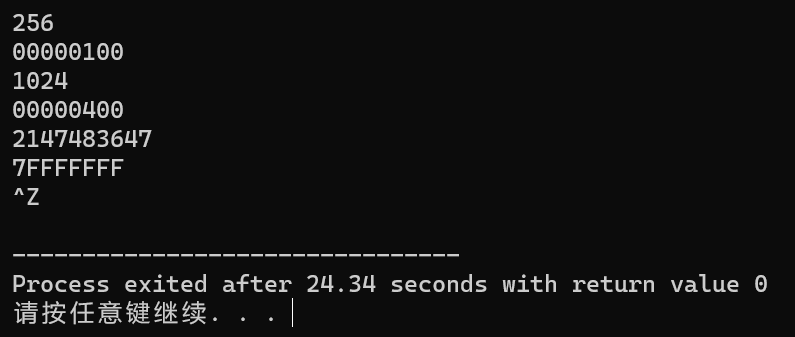 256
00000100
1024
00000400
2147483647
7FFFFFFF
^Z
--------------------------------
Process exited after 24.34 seconds with return value 0
请按任意键继续. . .